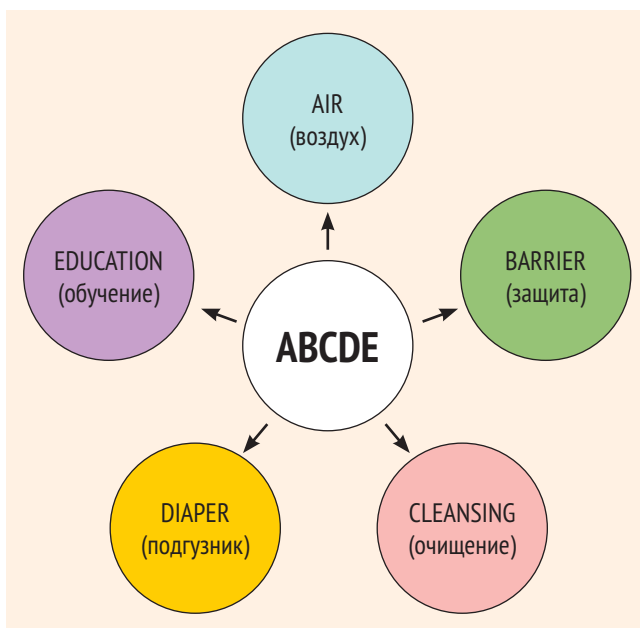 AIR
(воздух)
EDUCATION
(обучение)
BARRIER
(защита)
ABCDE
DIAPER
(подгузник)
CLEANSING
(очищение)